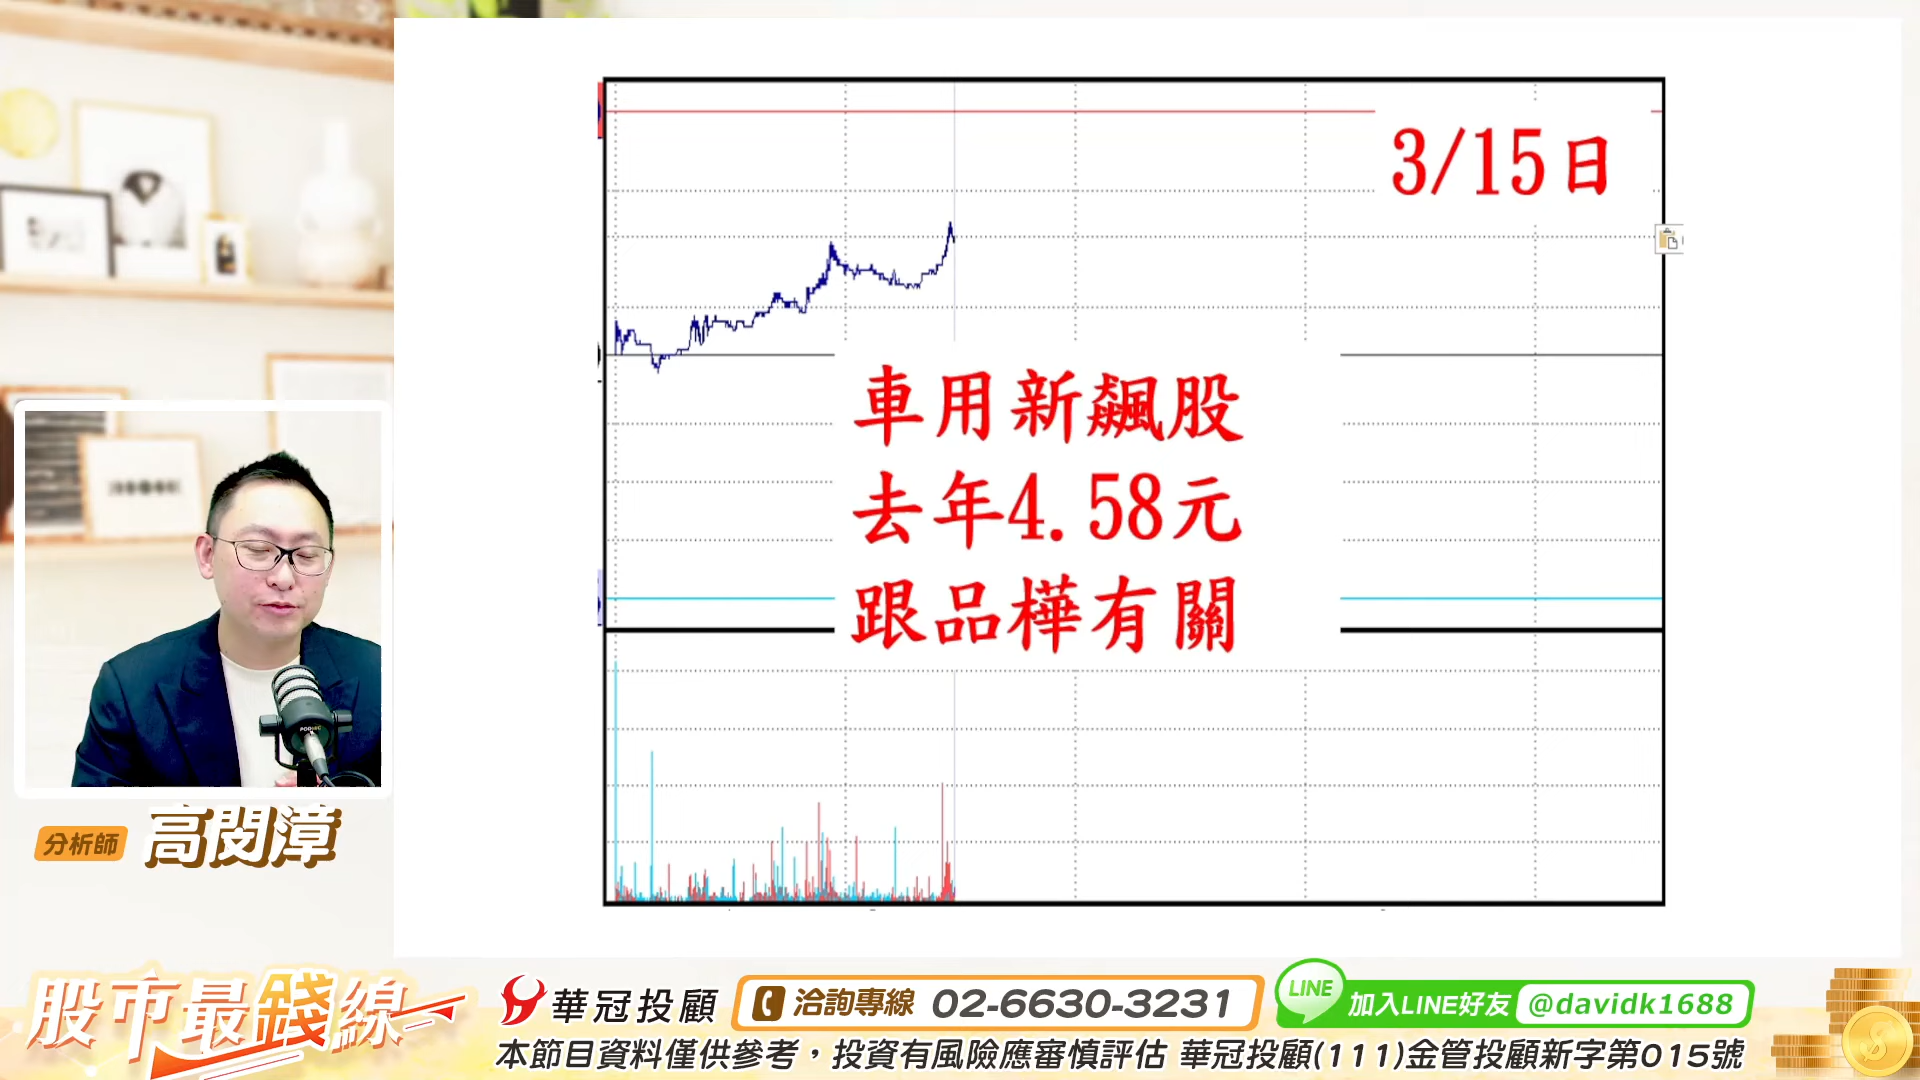 3/15日
車用新飆股
去年4.58元
跟品樺有關
分析師 高閔漳
股市最錢線
華冠投顧 洽詢專線 02-6630-3231
LINE 加入LINE好友 @davidk1688
本節目資料僅供參考，投資有風險應審慎評估 華冠投顧(111)金管投顧新字第015號